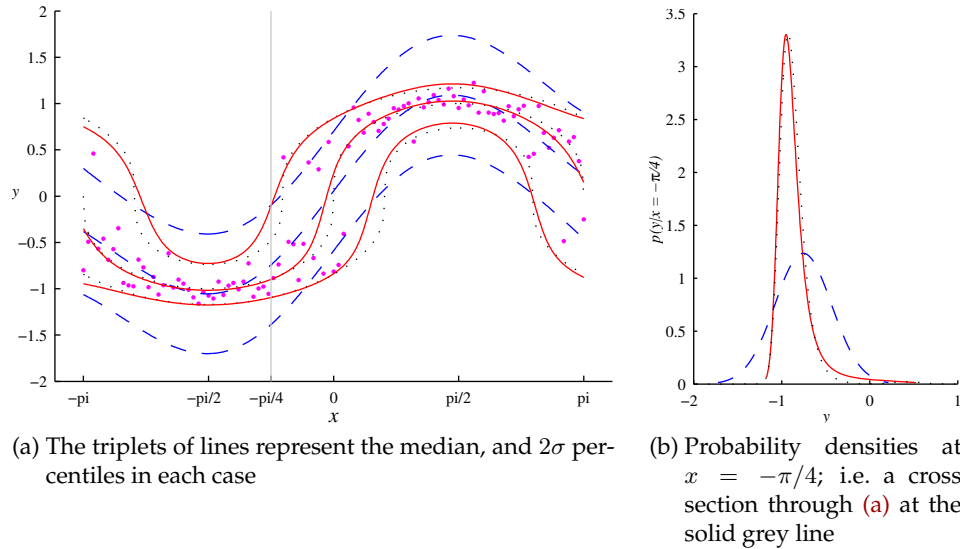 2
1.5
1
0.5
y
0
−0.5
−1
−1.5
−2
−pi
−pi/2
−pi/4
0
pi/2
pi
x
(a) The triplets of lines represent the median, and 2σ per-
centiles in each case
3.5
3
2.5
2
1.5
1
0.5
0
p(y/x = −π/4)
−2
−1
0
1
y
(b) Probability densities at
x = −π/4; i.e. a cross
section through (a) at the
solid grey line